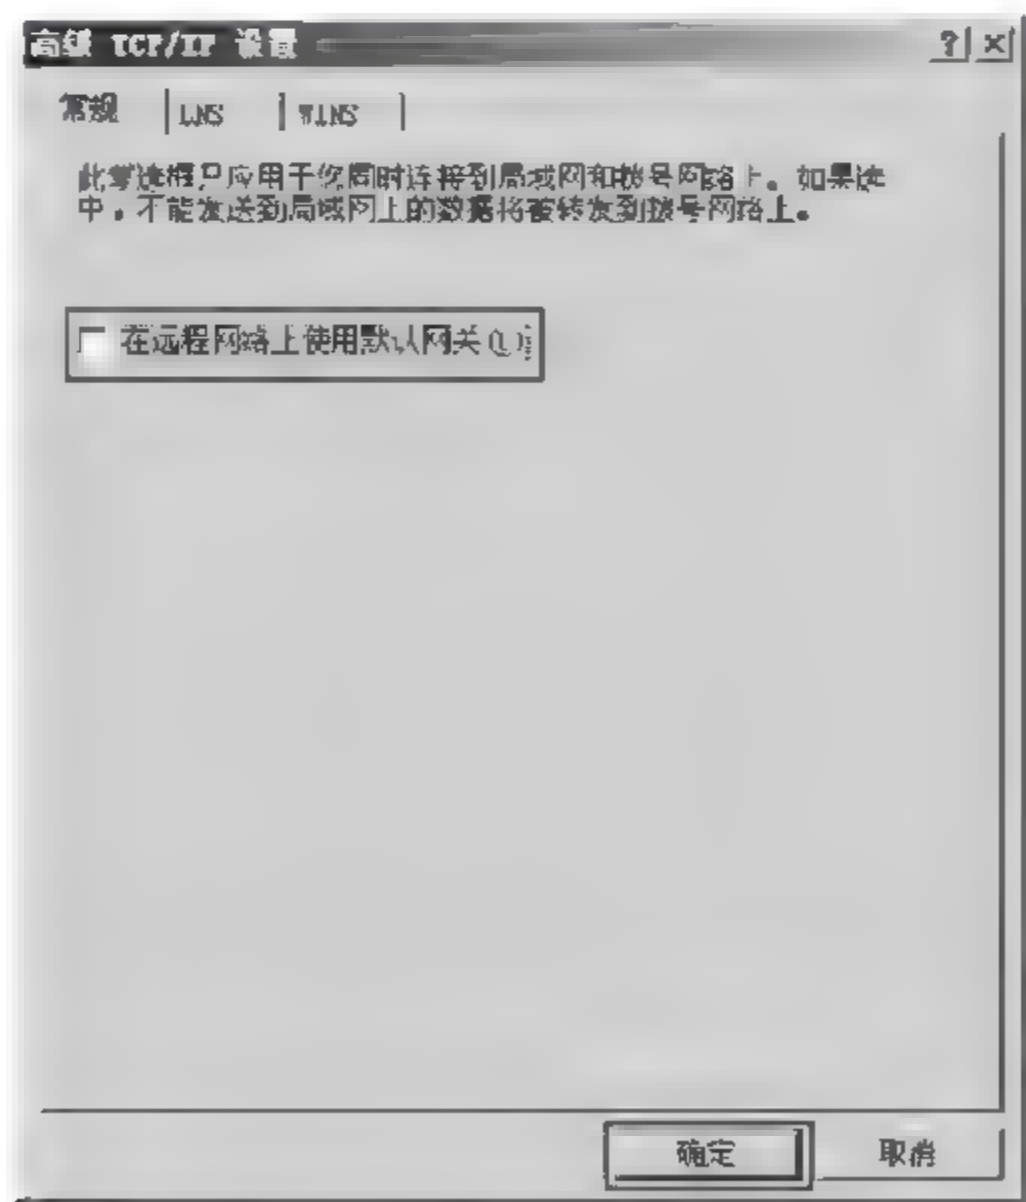 高级 TCP/IP 设置
常规
DNS
WINS
此复选框只应用于您同时连接到局域网和拨号网络上。如果选
中,不能发送到局域网上的数据将被转发到拨号网络上。
在远程网络上使用默认网关
确定
取消